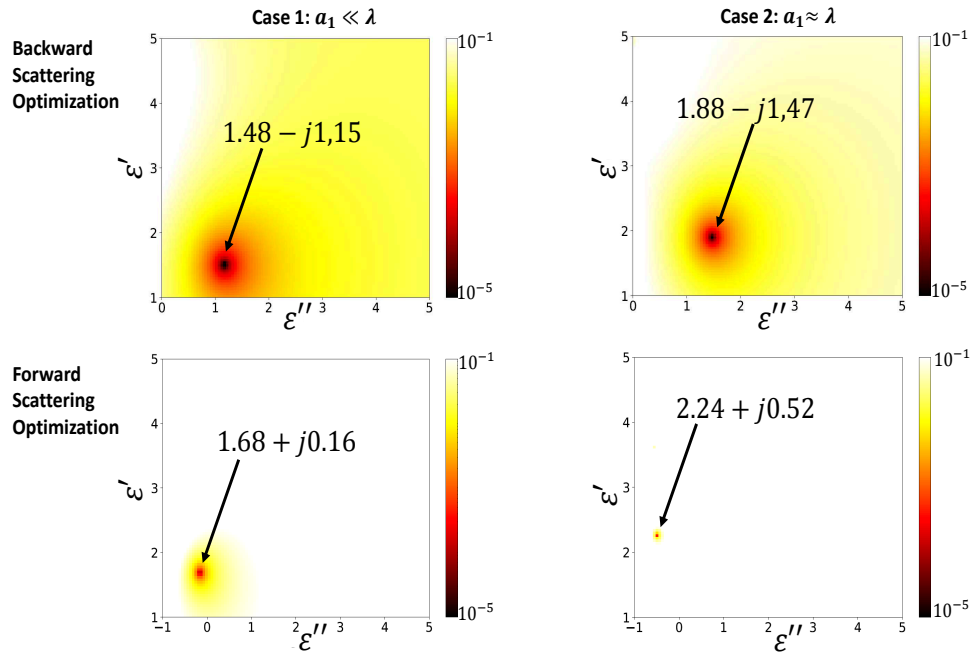 Case 1: a₁ ≪ λ
Case 2: a₁≈ λ
Backward
Scattering
Optimization
5
4
3
2
1
ε′
0
1
2
3
4
5
ε′′
1.48 − j1,15
10⁻¹
10⁻⁵
5
4
3
2
1
ε′
0
1
2
3
4
5
ε′′
1.88 − j1,47
10⁻¹
10⁻⁵
Forward
Scattering
Optimization
5
4
3
2
1
ε′
−1
0
1
2
3
4
5
ε′′
1.68 + j0.16
10⁻¹
10⁻⁵
5
4
3
2
1
ε′
−1
0
1
2
3
4
5
ε′′
2.24 + j0.52
10⁻¹
10⁻⁵